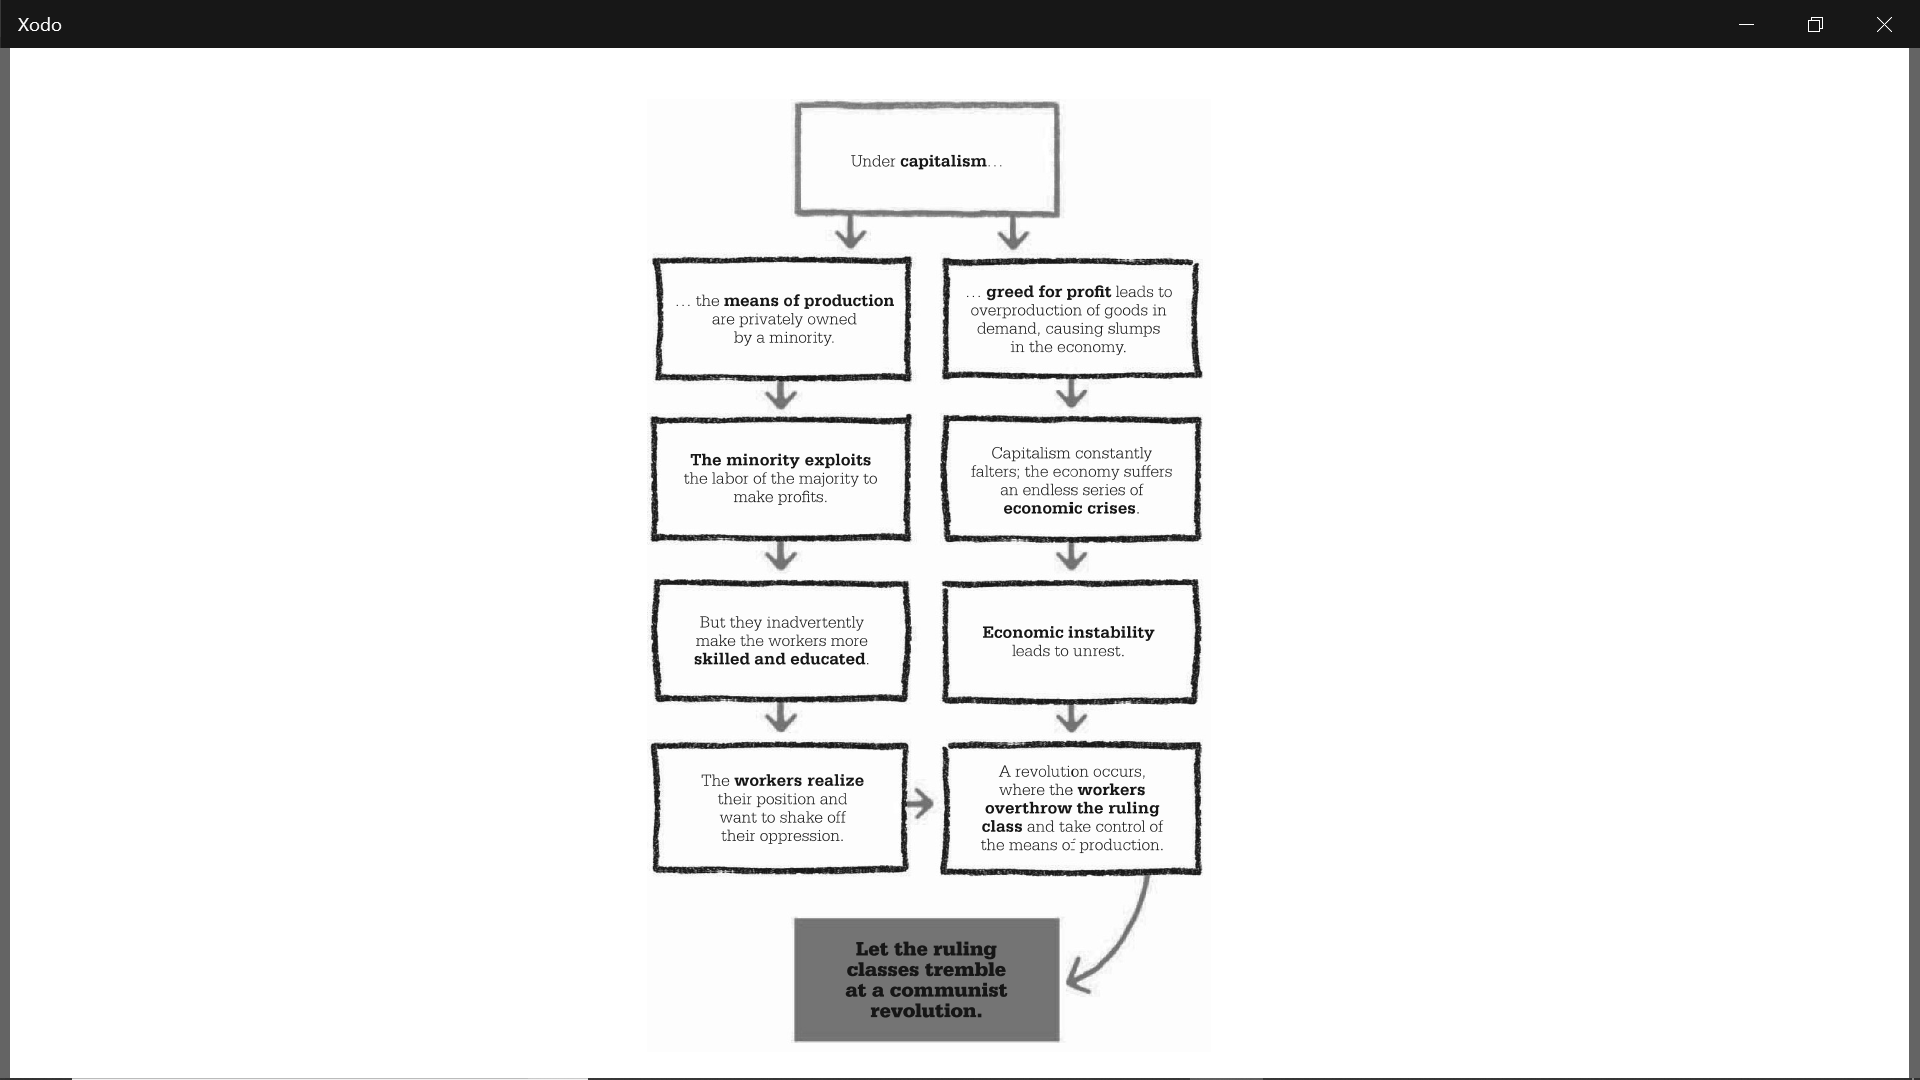 Xodo
Under capitalism...
... the means of production
are privately owned
by a minority.
... greed for profit leads to
overproduction of goods in
demand, causing slumps
in the economy.
The minority exploits
the labor of the majority to
make profits.
Capitalism constantly
falters; the economy suffers
an endless series of
economic crises.
But they inadvertently
make the workers more
skilled and educated.
Economic instability
leads to unrest.
The workers realize
their position and
want to shake off
their oppression.
A revolution occurs,
where the workers
overthrow the ruling
class and take control of
the means of production.
Let the ruling
classes tremble
at a communist
revolution.